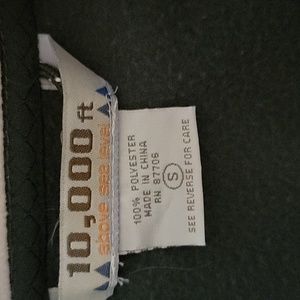 10,000 ft
above sea level
100% POLYESTER
MADE IN CHINA
RN 87706
S
SEE REVERSE FOR CARE